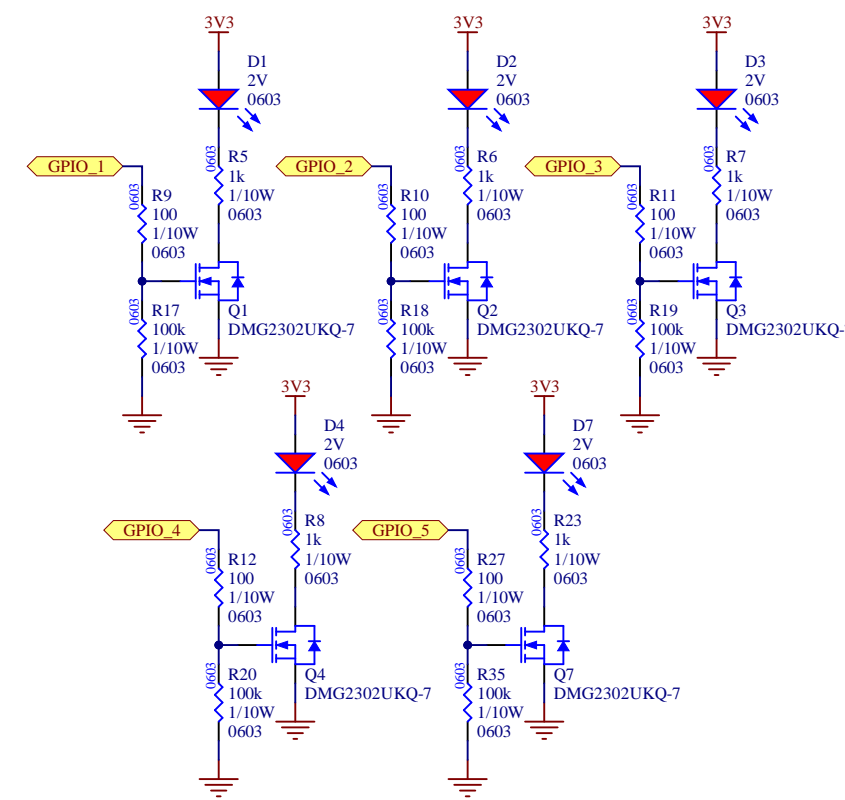 3V3
D1
2V
0603
0603
R5
1k
1/10W
0603
GPIO_1
0603
R9
100
1/10W
0603
Q1
DMG2302UKQ-7
0603
R17
100k
1/10W
0603
3V3
D2
2V
0603
0603
R6
1k
1/10W
0603
GPIO_2
0603
R10
100
1/10W
0603
Q2
DMG2302UKQ-7
0603
R18
100k
1/10W
0603
3V3
D3
2V
0603
0603
R7
1k
1/10W
0603
GPIO_3
0603
R11
100
1/10W
0603
Q3
DMG2302UKQ-
0603
R19
100k
1/10W
0603
3V3
D4
2V
0603
0603
R8
1k
1/10W
0603
GPIO_4
0603
R12
100
1/10W
0603
Q4
DMG2302UKQ-7
0603
R20
100k
1/10W
0603
3V3
D7
2V
0603
0603
R23
1k
1/10W
0603
GPIO_5
0603
R27
100
1/10W
0603
Q7
DMG2302UKQ-7
0603
R35
100k
1/10W
0603